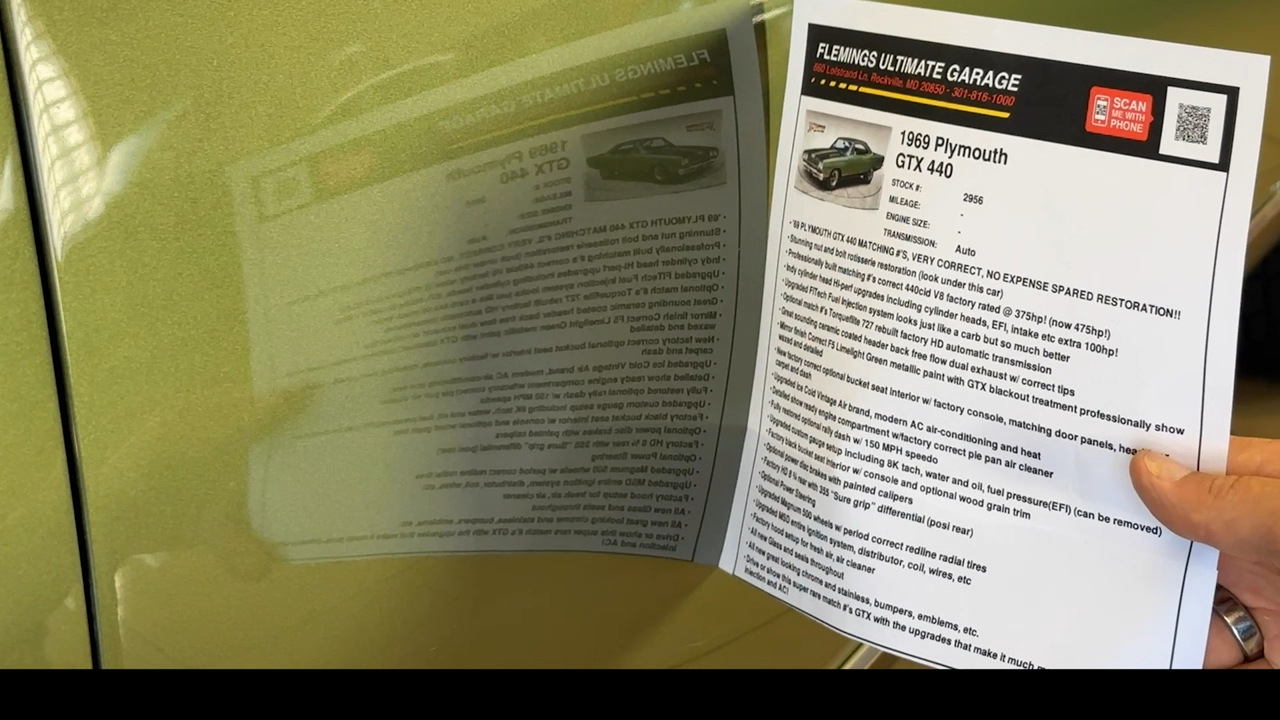 FLEMINGS ULTIMATE GARAGE
660 Lofstrand Ln, Rockville, MD 20850 - 301-816-1000
SCAN
ME WITH
PHONE
1969 Plymouth
GTX 440
STOCK #: 2956
MILEAGE: -
ENGINE SIZE: -
TRANSMISSION: Auto
• '69 PLYMOUTH GTX 440 MATCHING #'S, VERY CORRECT, NO EXPENSE SPARED RESTORATION!!
• Stunning nut and bolt rotisserie restoration (look under this car)
• Professionally built matching #'s correct 440cid V8 factory rated @ 375hp! (now 475hp!)
• Indy cylinder head Hi-perf upgrades including cylinder heads, EFI, intake etc extra 100hp!
• Upgraded FiTech Fuel Injection system looks just like a carb but so much better
• Optional match #'s Torqueflite 727 rebuilt factory HD automatic transmission
• Great sounding ceramic coated header back free flow dual exhaust w/ correct tips
• Mirror finish Correct F5 Limelight Green metallic paint with GTX blackout treatment professionally show
waxed and detailed
• New factory correct optional bucket seat interior w/ factory console, matching door panels,
carpet and dash
• Upgraded Ice Cold Vintage Air brand, modern AC air-conditioning and heat
• Detailed show ready engine compartment w/factory correct pie pan air cleaner
• Fully restored optional rally dash w/ 150 MPH speedo
• Upgraded custom gauge setup including 8K tach, water and oil, fuel pressure(EFI) (can be removed)
• Factory black bucket seat interior w/ console and optional wood grain trim
• Optional power disc brakes with painted calipers
• Factory HD 8 ¾ rear with 355 "Sure grip" differential (posi rear)
• Optional Power Steering
• Upgraded Magnum 500 wheels w/ period correct redline radial tires
• Upgraded MSD entire ignition system, distributor, coil, wires, etc
• Factory hood setup for fresh air, air cleaner
• All new Glass and seals throughout
• All new great looking chrome and stainless, bumpers, emblems, etc.
• Drive or show this super rare match #'s GTX with the upgrades that make it much
injection and AC!